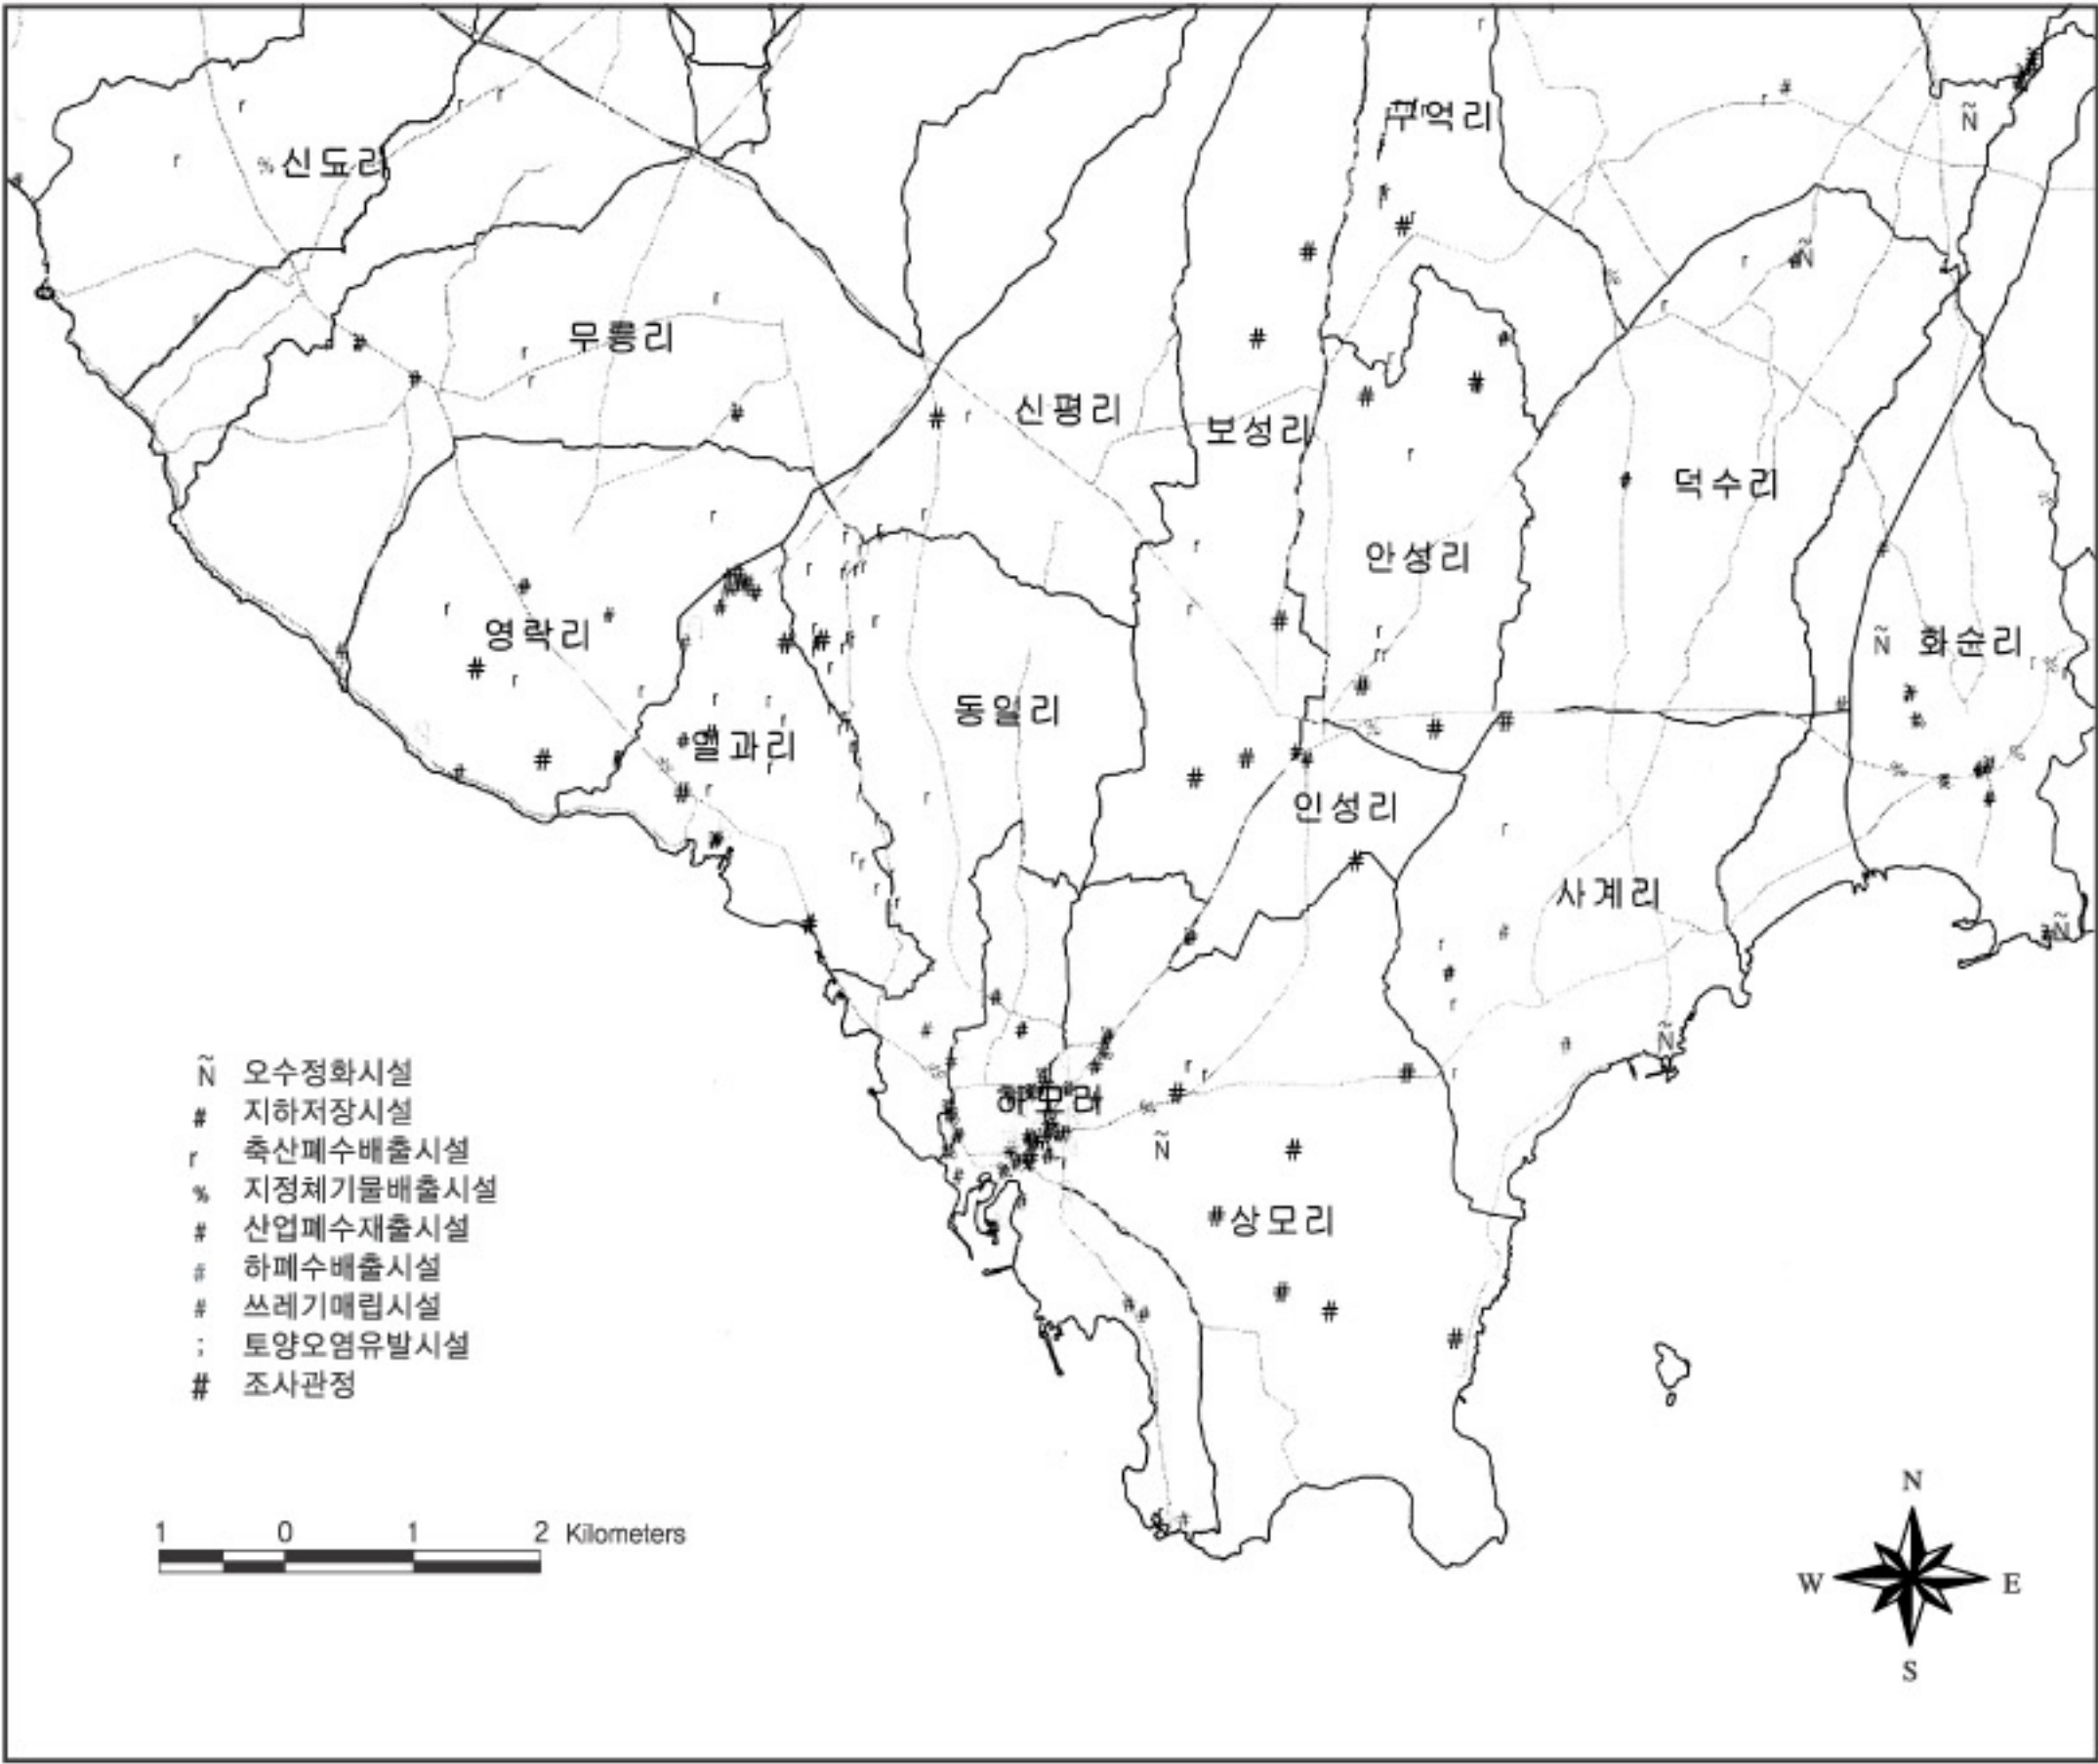 구억리
Ñ
신도리
Ñ
무릉리
신평리
보성리
덕수리
안성리
영락리
Ñ
화순리
동일리
일과리
인성리
사계리
Ñ
Ñ
하모리
Ñ
#상모리
Ñ 오수정화시설
# 지하저장시설
r 축산폐수배출시설
% 지정체기물배출시설
# 산업폐수재출시설
# 하폐수배출시설
# 쓰레기매립시설
; 토양오염유발시설
# 조사관정
1 0 1 2 Kilometers
N
W E
S